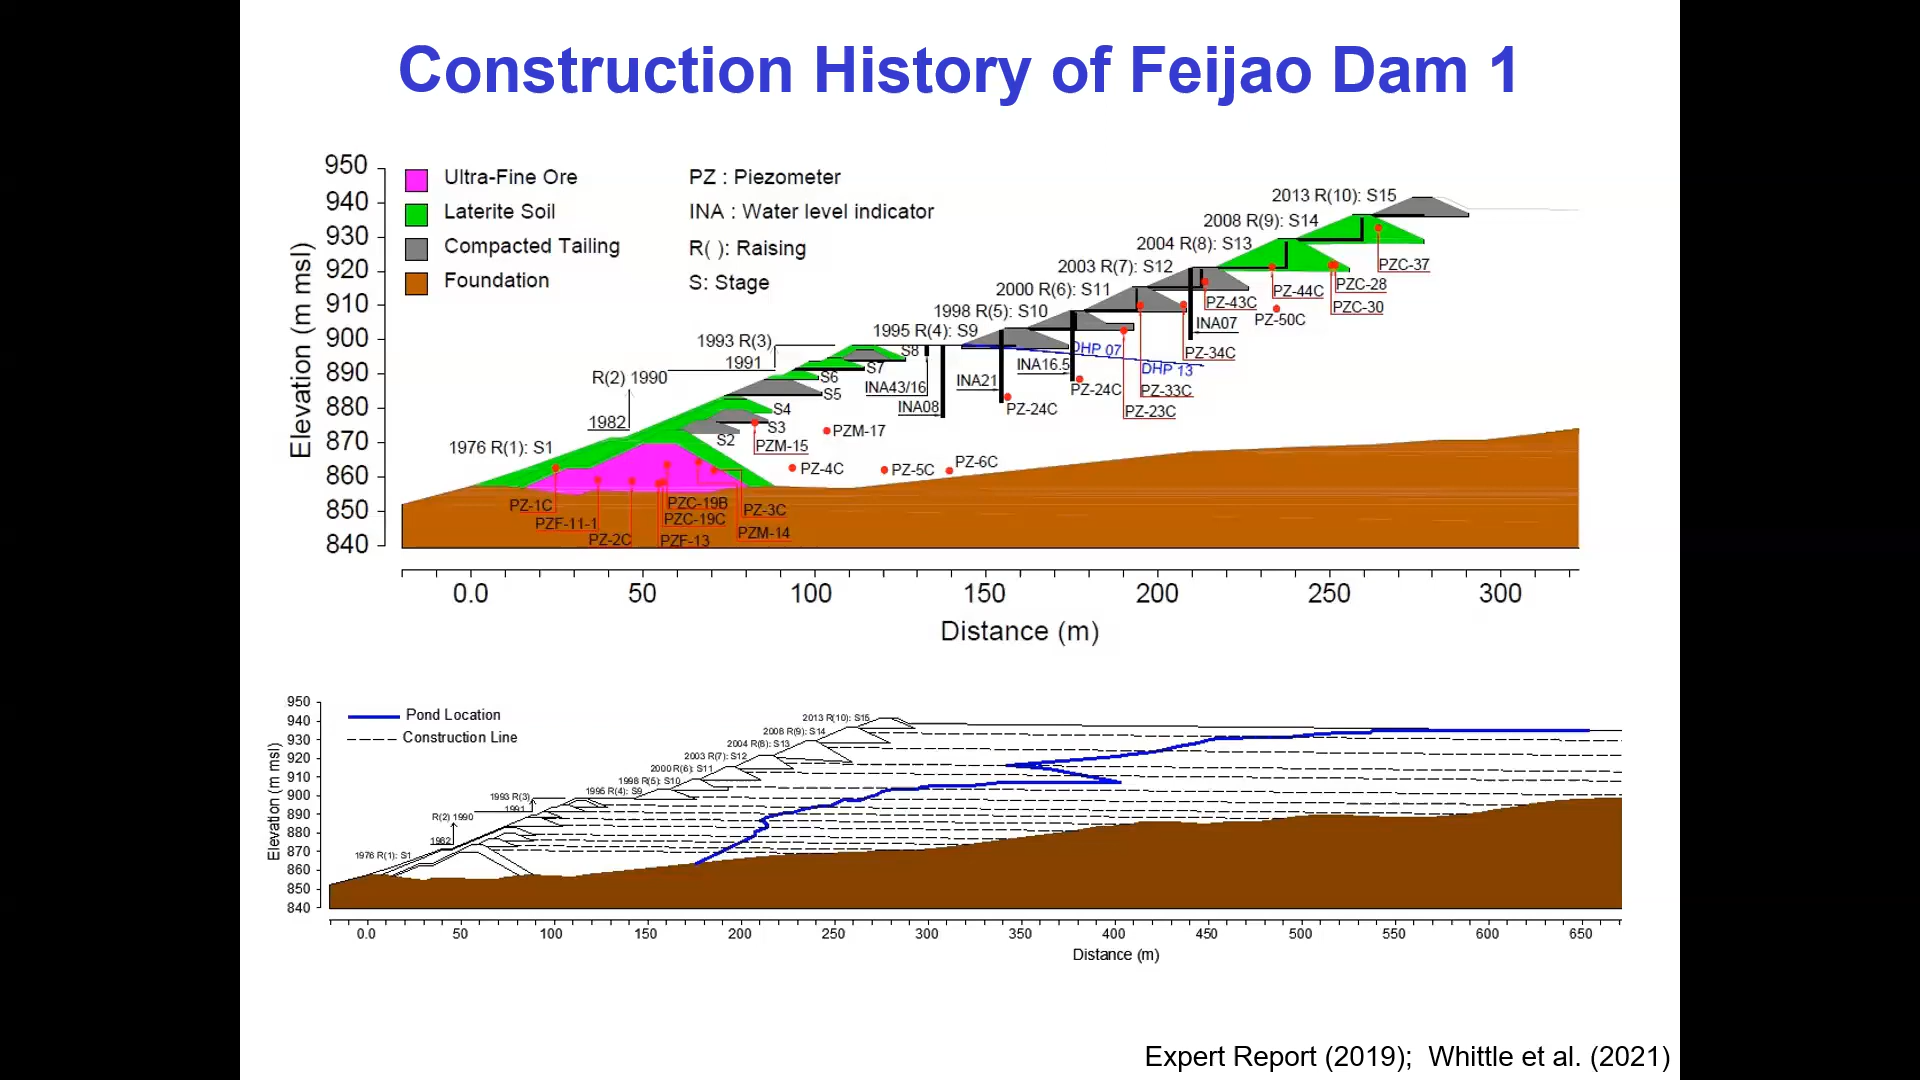 Construction History of Feijao Dam 1
950
940
930
920
910
900
890
880
870
860
850
840
Elevation (m msl)
Ultra-Fine Ore
Laterite Soil
Compacted Tailing
Foundation
PZ : Piezometer
INA : Water level indicator
R( ): Raising
S: Stage
2013 R(10): S15
2008 R(9): S14
2004 R(8): S13
2003 R(7): S12
2000 R(6): S11
1998 R(5): S10
1995 R(4): S9
1993 R(3)
1991
R(2) 1990
1982
1976 R(1): S1
S8
S7
S6
S5
S4
S3
S2
PZC-37
PZC-28
PZC-30
PZ-44C
PZ-50C
PZ-43C
INA07
PZ-34C
DHP 07
DHP 13
PZ-33C
PZ-23C
INA16.5
PZ-24C
INA21
PZ-24C
INA43/16
INA08
PZM-17
PZM-15
PZ-4C
PZ-5C
PZ-6C
PZ-1C
PZF-11-1
PZ-2C
PZC-19B
PZC-19C
PZF-13
PZ-3C
PZM-14
0.0 50 100 150 200 250 300
Distance (m)
950
940
930
920
910
900
890
880
870
860
850
840
Elevation (m msl)
Pond Location
Construction Line
2013 R(10): S15
2008 R(9): S14
2004 R(8): S13
2003 R(7): S12
2000 R(6): S11
1998 R(5): S10
1995 R(4): S9
1993 R(3)
1991
R(2) 1990
1982
1976 R(1): S1
0.0 50 100 150 200 250 300 350 400 450 500 550 600 650
Distance (m)
Expert Report (2019); Whittle et al. (2021)